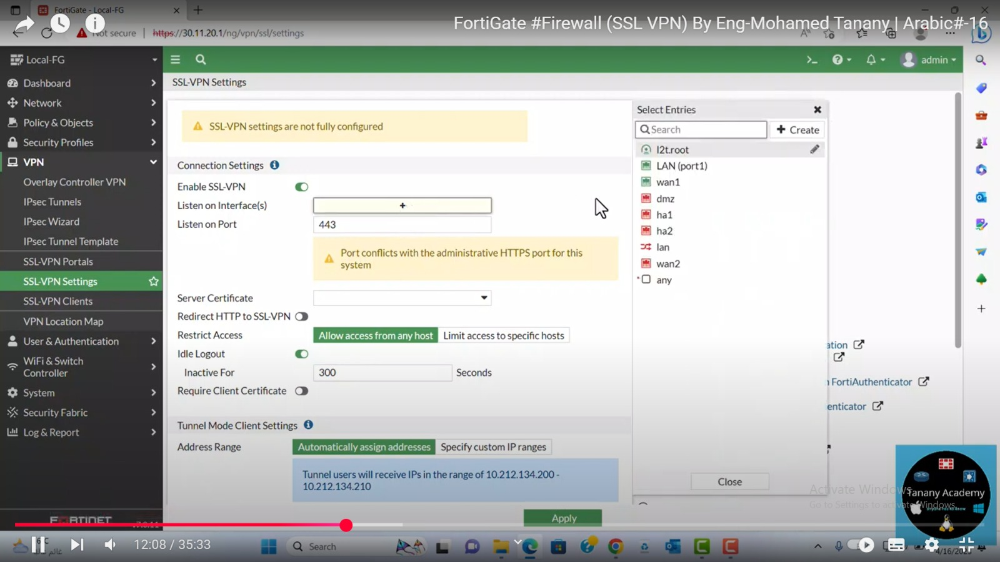 FortiGate - Local-FG
FortiGate #Firewall (SSL VPN) By Eng-Mohamed Tanany | Arabic#-16
Not secure | https://30.11.20.1/ng/vpn/ssl/settings
Local-FG
admin
Dashboard
Network
Policy & Objects
Security Profiles
VPN
Overlay Controller VPN
IPsec Tunnels
IPsec Wizard
IPsec Tunnel Template
SSL-VPN Portals
SSL-VPN Settings
SSL-VPN Clients
VPN Location Map
User & Authentication
WiFi & Switch
Controller
System
Security Fabric
Log & Report
FORTINET
SSL-VPN Settings
SSL-VPN settings are not fully configured
Connection Settings
Enable SSL-VPN
Listen on Interface(s)
+
Listen on Port
443
Port conflicts with the administrative HTTPS port for this
system
Server Certificate
Redirect HTTP to SSL-VPN
Restrict Access
Allow access from any host
Limit access to specific hosts
Idle Logout
Inactive For
300
Seconds
Require Client Certificate
Tunnel Mode Client Settings
Address Range
Automatically assign addresses
Specify custom IP ranges
Tunnel users will receive IPs in the range of 10.212.134.200 -
10.212.134.210
Apply
Select Entries
Search
+ Create
l2t.root
LAN (port1)
wan1
dmz
ha1
ha2
lan
wan2
any
Close
ation
n FortiAuthenticator
enticator
Activate Windows
Go to Settings to activate Windows.
Tanany Academy
12:08 / 35:33
Search